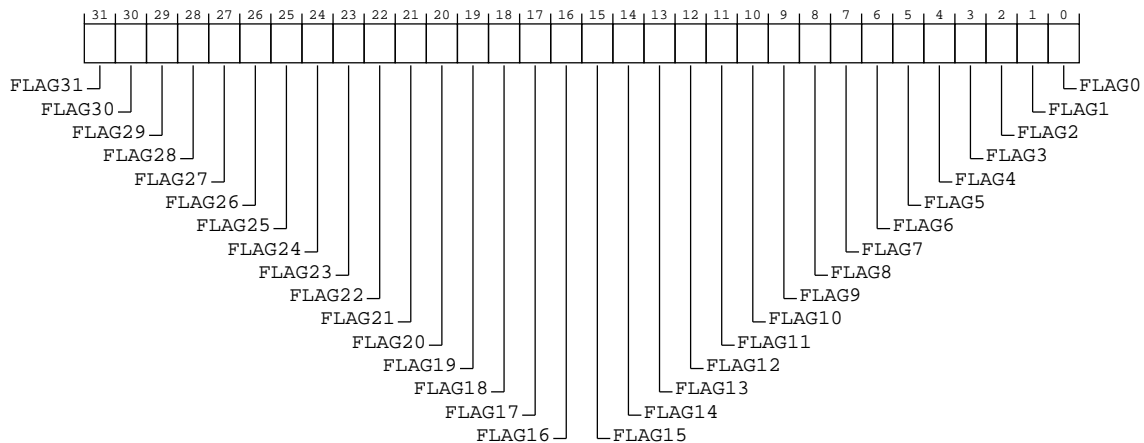 31 30 29 28 27 26 25 24 23 22 21 20 19 18 17 16 15 14 13 12 11 10 9 8 7 6 5 4 3 2 1 0
FLAG31 FLAG0
FLAG30 FLAG1
FLAG29 FLAG2
FLAG28 FLAG3
FLAG27 FLAG4
FLAG26 FLAG5
FLAG25 FLAG6
FLAG24 FLAG7
FLAG23 FLAG8
FLAG22 FLAG9
FLAG21 FLAG10
FLAG20 FLAG11
FLAG19 FLAG12
FLAG18 FLAG13
FLAG17 FLAG14
FLAG16 FLAG15